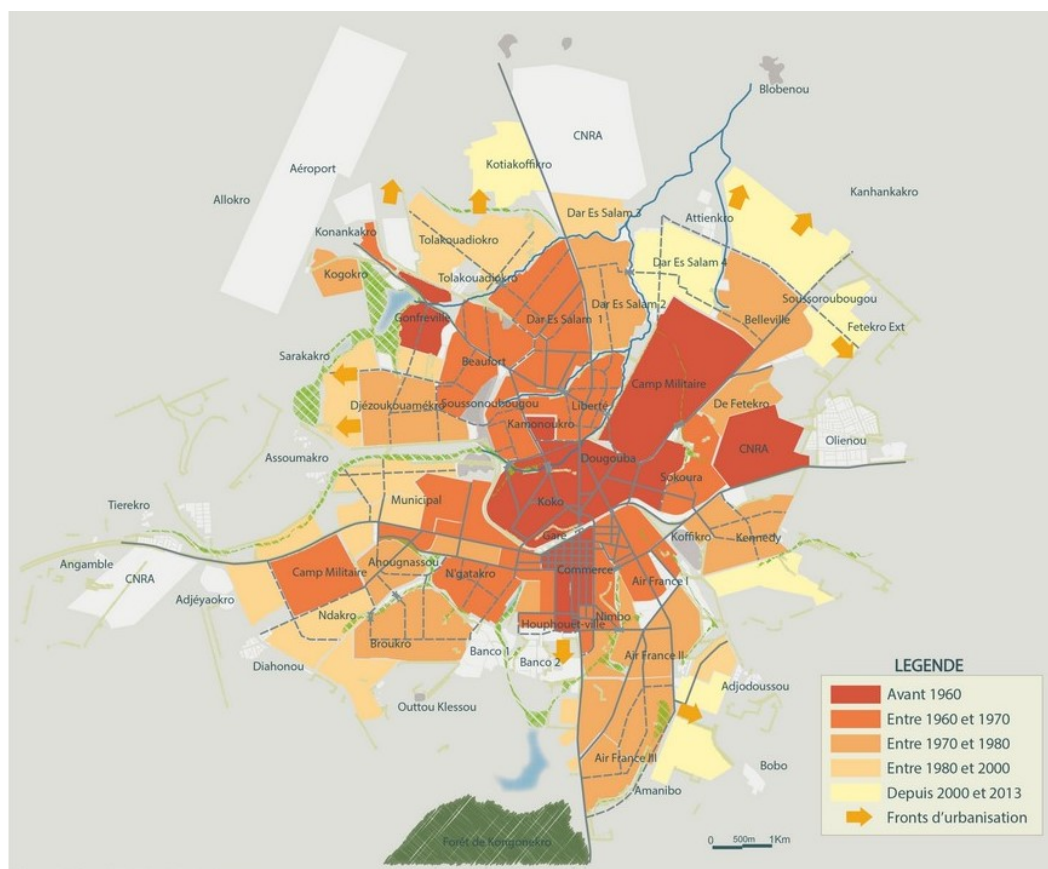 Blobenou
CNRA
Kotiakoffikro
Aéroport
Kanhankakro
Allokro
Dar Es Salam 3
Attienkro
Konankakro
Tolakouadiokro
Dar Es Salam 4
Kogokro
Tolakouadiokro
Soussoroubougou
Dar Es Salam 2
Gonfreville
Dar Es Salam 1
Belleville
Fetekro Ext
Sarakakro
Beaufort
Camp Militaire
Djézoukouamékro
Soussonoubougou
Liberté
De Fetekro
Kamonoukro
Olienou
CNRA
Assoumakro
Dougouba
Sokoura
Municipal
Koko
Tierekro
Gare
Koffikro
Kennedy
Angamble
CNRA
Camp Militaire
Ahougnassou
N'gatakro
Commerce
Air France I
Adjéyaokro
Ndakro
Houphouët-ville
Nimbo
Broukro
Banco 1
Banco 2
Air France II
Diahonou
Outtou Klessou
Adjodoussou
Air France III
Bobo
Amanibo
Forêt de Kongonekro
LEGENDE
Avant 1960
Entre 1960 et 1970
Entre 1970 et 1980
Entre 1980 et 2000
Depuis 2000 et 2013
Fronts d'urbanisation
0 500m 1Km